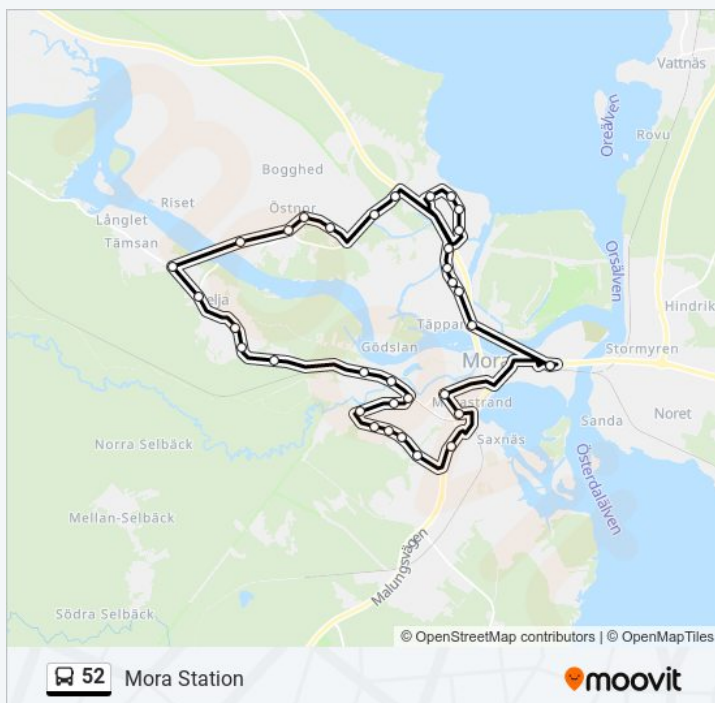 Vattnäs
Oreälven
Rovu
Bogghed
Riset
Östnor
Långlet
Tämsan
Orsälven
elja
Hindrik
Täppan
Gödslan
Stormyren
Mora
Morastrand
Noret
Sanda
Saxnäs
Norra Selbäck
Österdalälven
Mellan-Selbäck
Malungsvägen
Södra Selbäck
© OpenStreetMap contributors | © OpenMapTiles
52 Mora Station
moovit